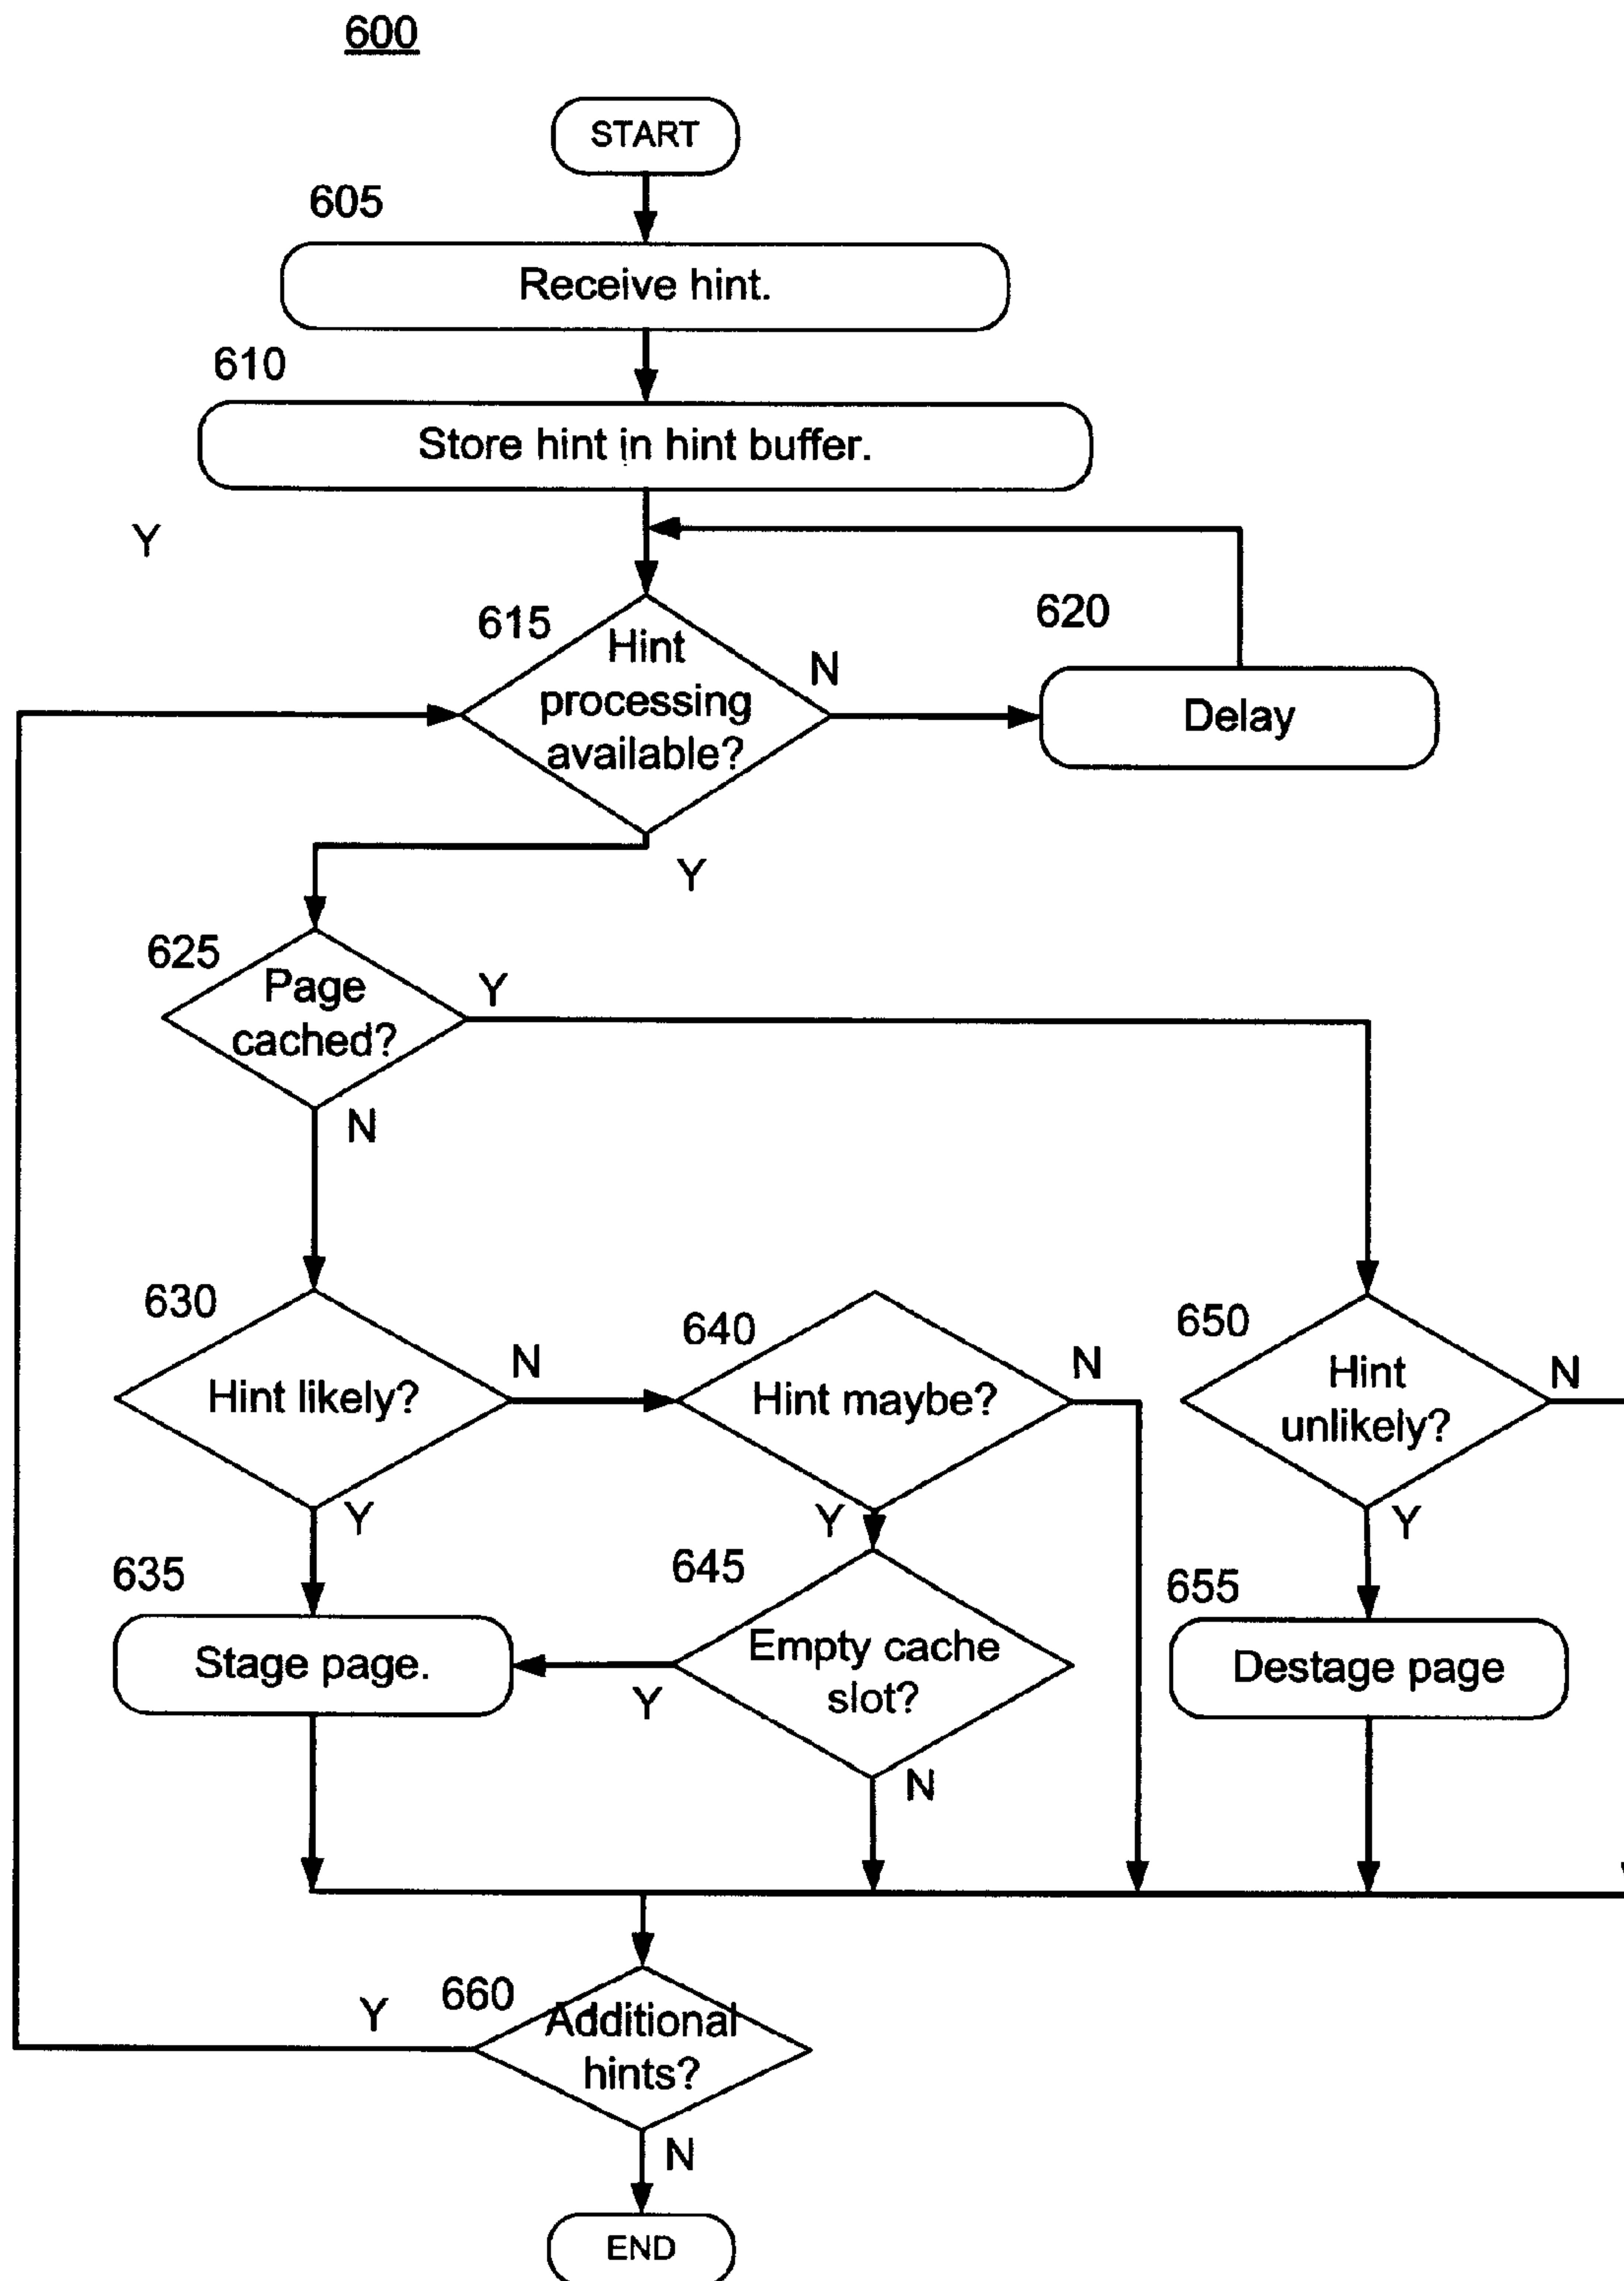 600
START
605
Receive hint.
610
Store hint in hint buffer.
Y
615
Hint
processing
available?
N
620
Delay
Y
625
Page
cached?
Y
N
630
Hint likely?
N
640
Hint maybe?
N
650
Hint
unlikely?
N
Y
Y
Y
635
Stage page.
645
Empty cache
slot?
Y
N
655
Destage page
660
Additional
hints?
Y
N
END